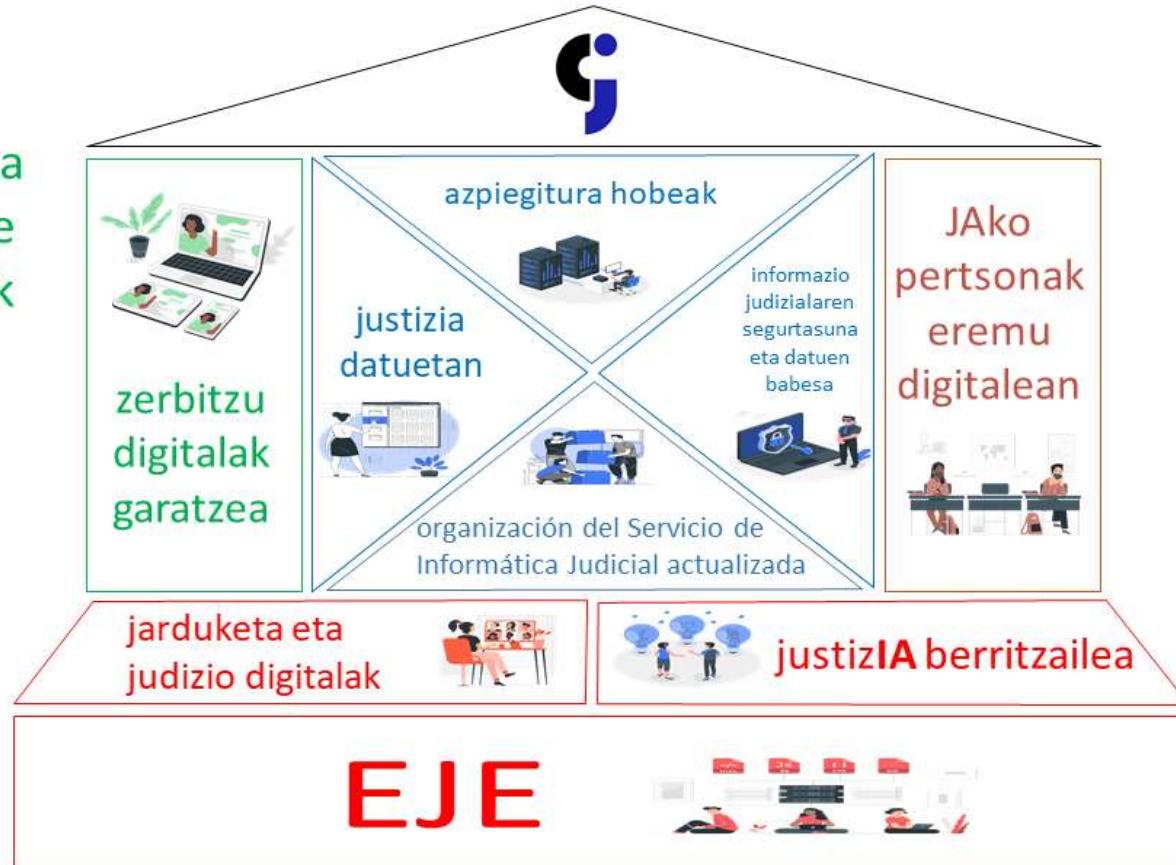 azpiegitura hobeak
justizia
datuetan
informazio
judizialaren
segurtasuna
eta datuen
babesa
organización del Servicio de
Informática Judicial actualizada
zerbitzu
digitalak
garatzea
JAko
pertsonak
eremu
digitalean
jarduketa eta
judizio digitalak
justizIA berritzailea
EJE